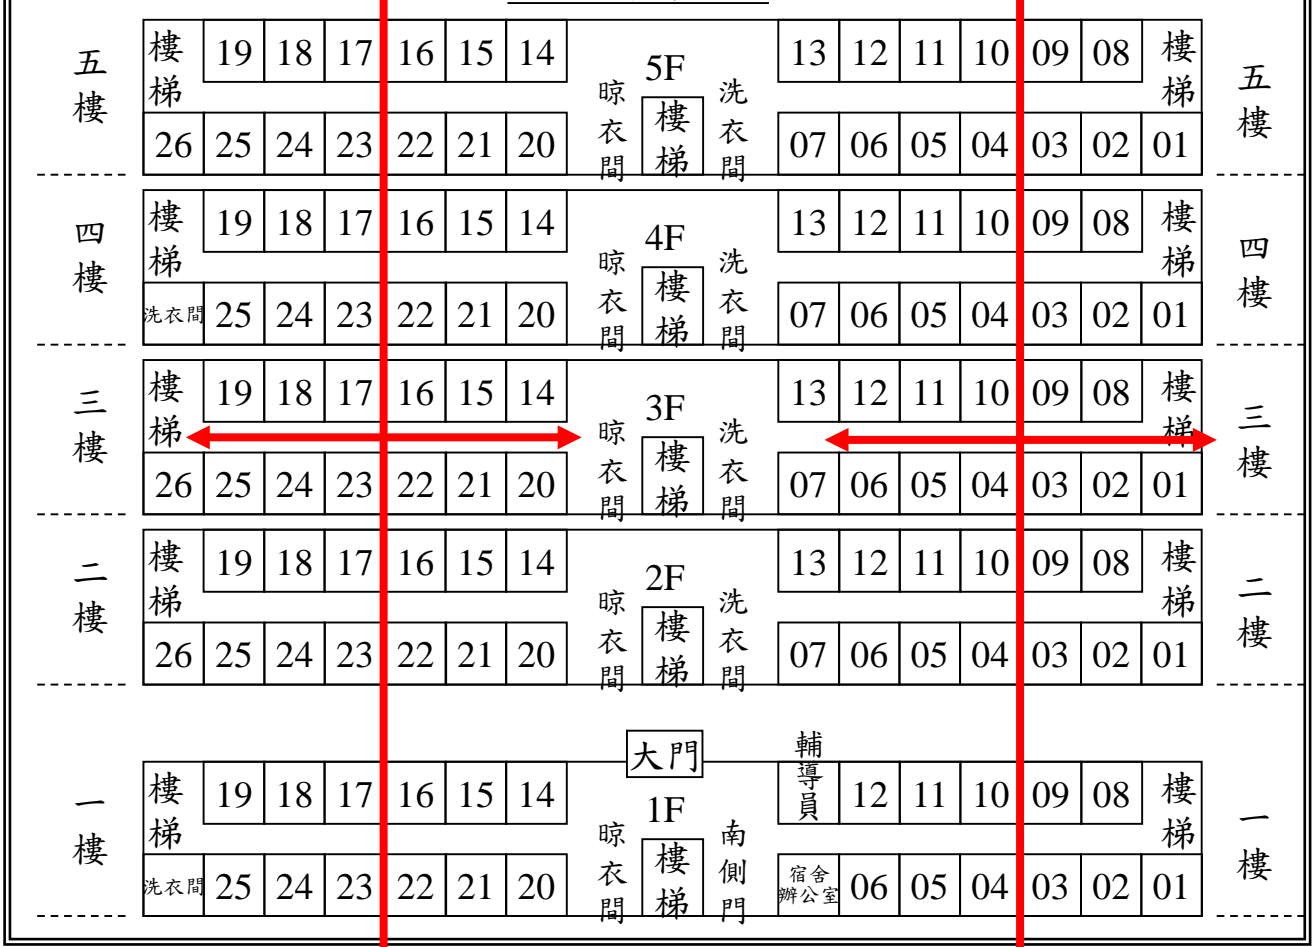 五樓 樓梯 19 18 17 16 15 14 5F 13 12 11 10 09 08 樓梯 五樓
晾衣間 樓梯 洗衣間
26 25 24 23 22 21 20 07 06 05 04 03 02 01
四樓 樓梯 19 18 17 16 15 14 4F 13 12 11 10 09 08 樓梯 四樓
晾衣間 樓梯 洗衣間
洗衣間 25 24 23 22 21 20 07 06 05 04 03 02 01
三樓 樓梯 19 18 17 16 15 14 3F 13 12 11 10 09 08 樓梯 三樓
晾衣間 樓梯 洗衣間
26 25 24 23 22 21 20 07 06 05 04 03 02 01
二樓 樓梯 19 18 17 16 15 14 2F 13 12 11 10 09 08 樓梯 二樓
晾衣間 樓梯 洗衣間
26 25 24 23 22 21 20 07 06 05 04 03 02 01
大門
一樓 樓梯 19 18 17 16 15 14 1F 輔導員 12 11 10 09 08 樓梯 一樓
晾衣間 樓梯 南側門
洗衣間 25 24 23 22 21 20 宿舍辦公室 06 05 04 03 02 01